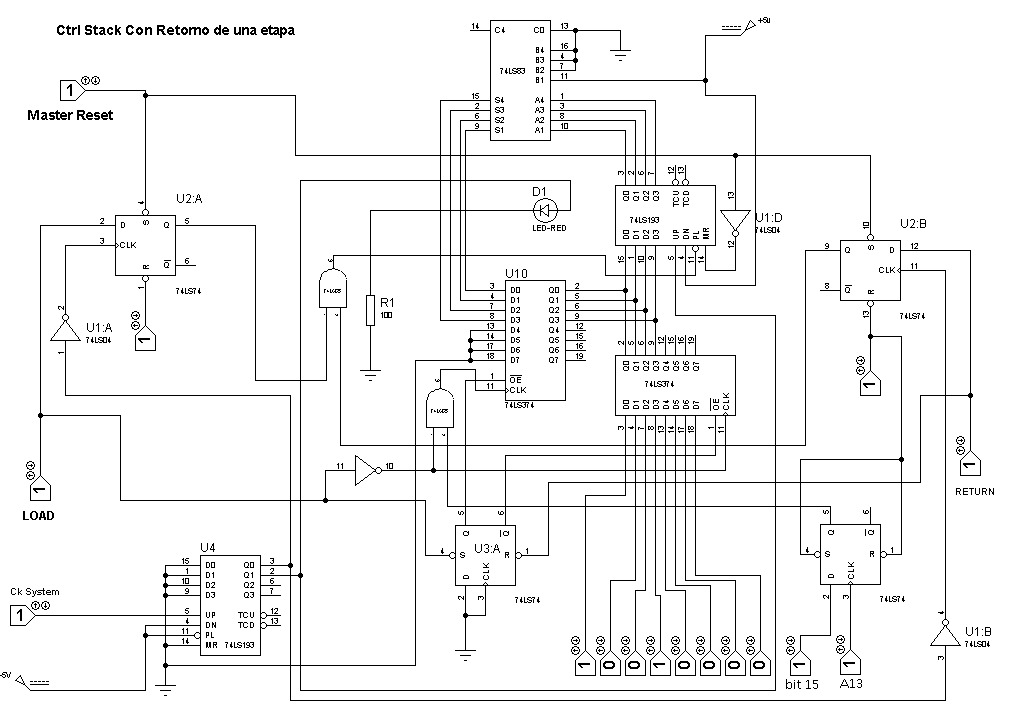 Ctrl Stack Con Retorno de una etapa
+5v
14 C4 C0 13
B4 16
B3 4
74LS83 B2 7
B1 11
15 S4 A4 1
2 S3 A3 3
6 S2 A2 8
9 S1 A1 10
1
Master Reset
3 2 6 7 12 13
Q0 Q1 Q2 Q3 TCU TCD
74LS193
D0 D1 D2 D3 UP DN PL MR
15 1 10 9 5 4 11 14
13
U1:D
74LS04
12
4
U2:A
2 D S Q 5
3 CLK
R Q 6
1
74LS74
1
D1
LED-RED
10
U2:B
9 Q S D 12
CLK 11
8 Q R
13
74LS74
1
2
U1:A
74LS04
1
6
R1
100
U10
3 D0 Q0 2
4 D1 Q1 5
7 D2 Q2 6
8 D3 Q3 9
13 D4 Q4 12
14 D5 Q5 15
17 D6 Q6 16
18 D7 Q7 19
1 OE
11 CLK
74LS374
2 5 6 9 12 15 16 19
Q0 Q1 Q2 Q3 Q4 Q5 Q6 Q7
74LS374
D0 D1 D2 D3 D4 D5 D6 D7 OE CLK
3 4 7 8 13 14 17 18 1 11
6
11 10
1
LOAD
1
RETURN
5 6
Q Q
4 S U3:A R 1
D CLK
2 3
74LS74
5 6
Q Q
4 S R 1
D CLK
2 3
74LS74
U4
15 D0 Q0 3
1 D1 Q1 2
10 D2 Q2 6
9 D3 Q3 7
5 UP TCU 12
4 DN TCD 13
11 PL
14 MR 74LS193
Ck System
1
4
U1:B
74LS04
3
1 0 0 1 0 0 0 0
1 1
bit 15 A13